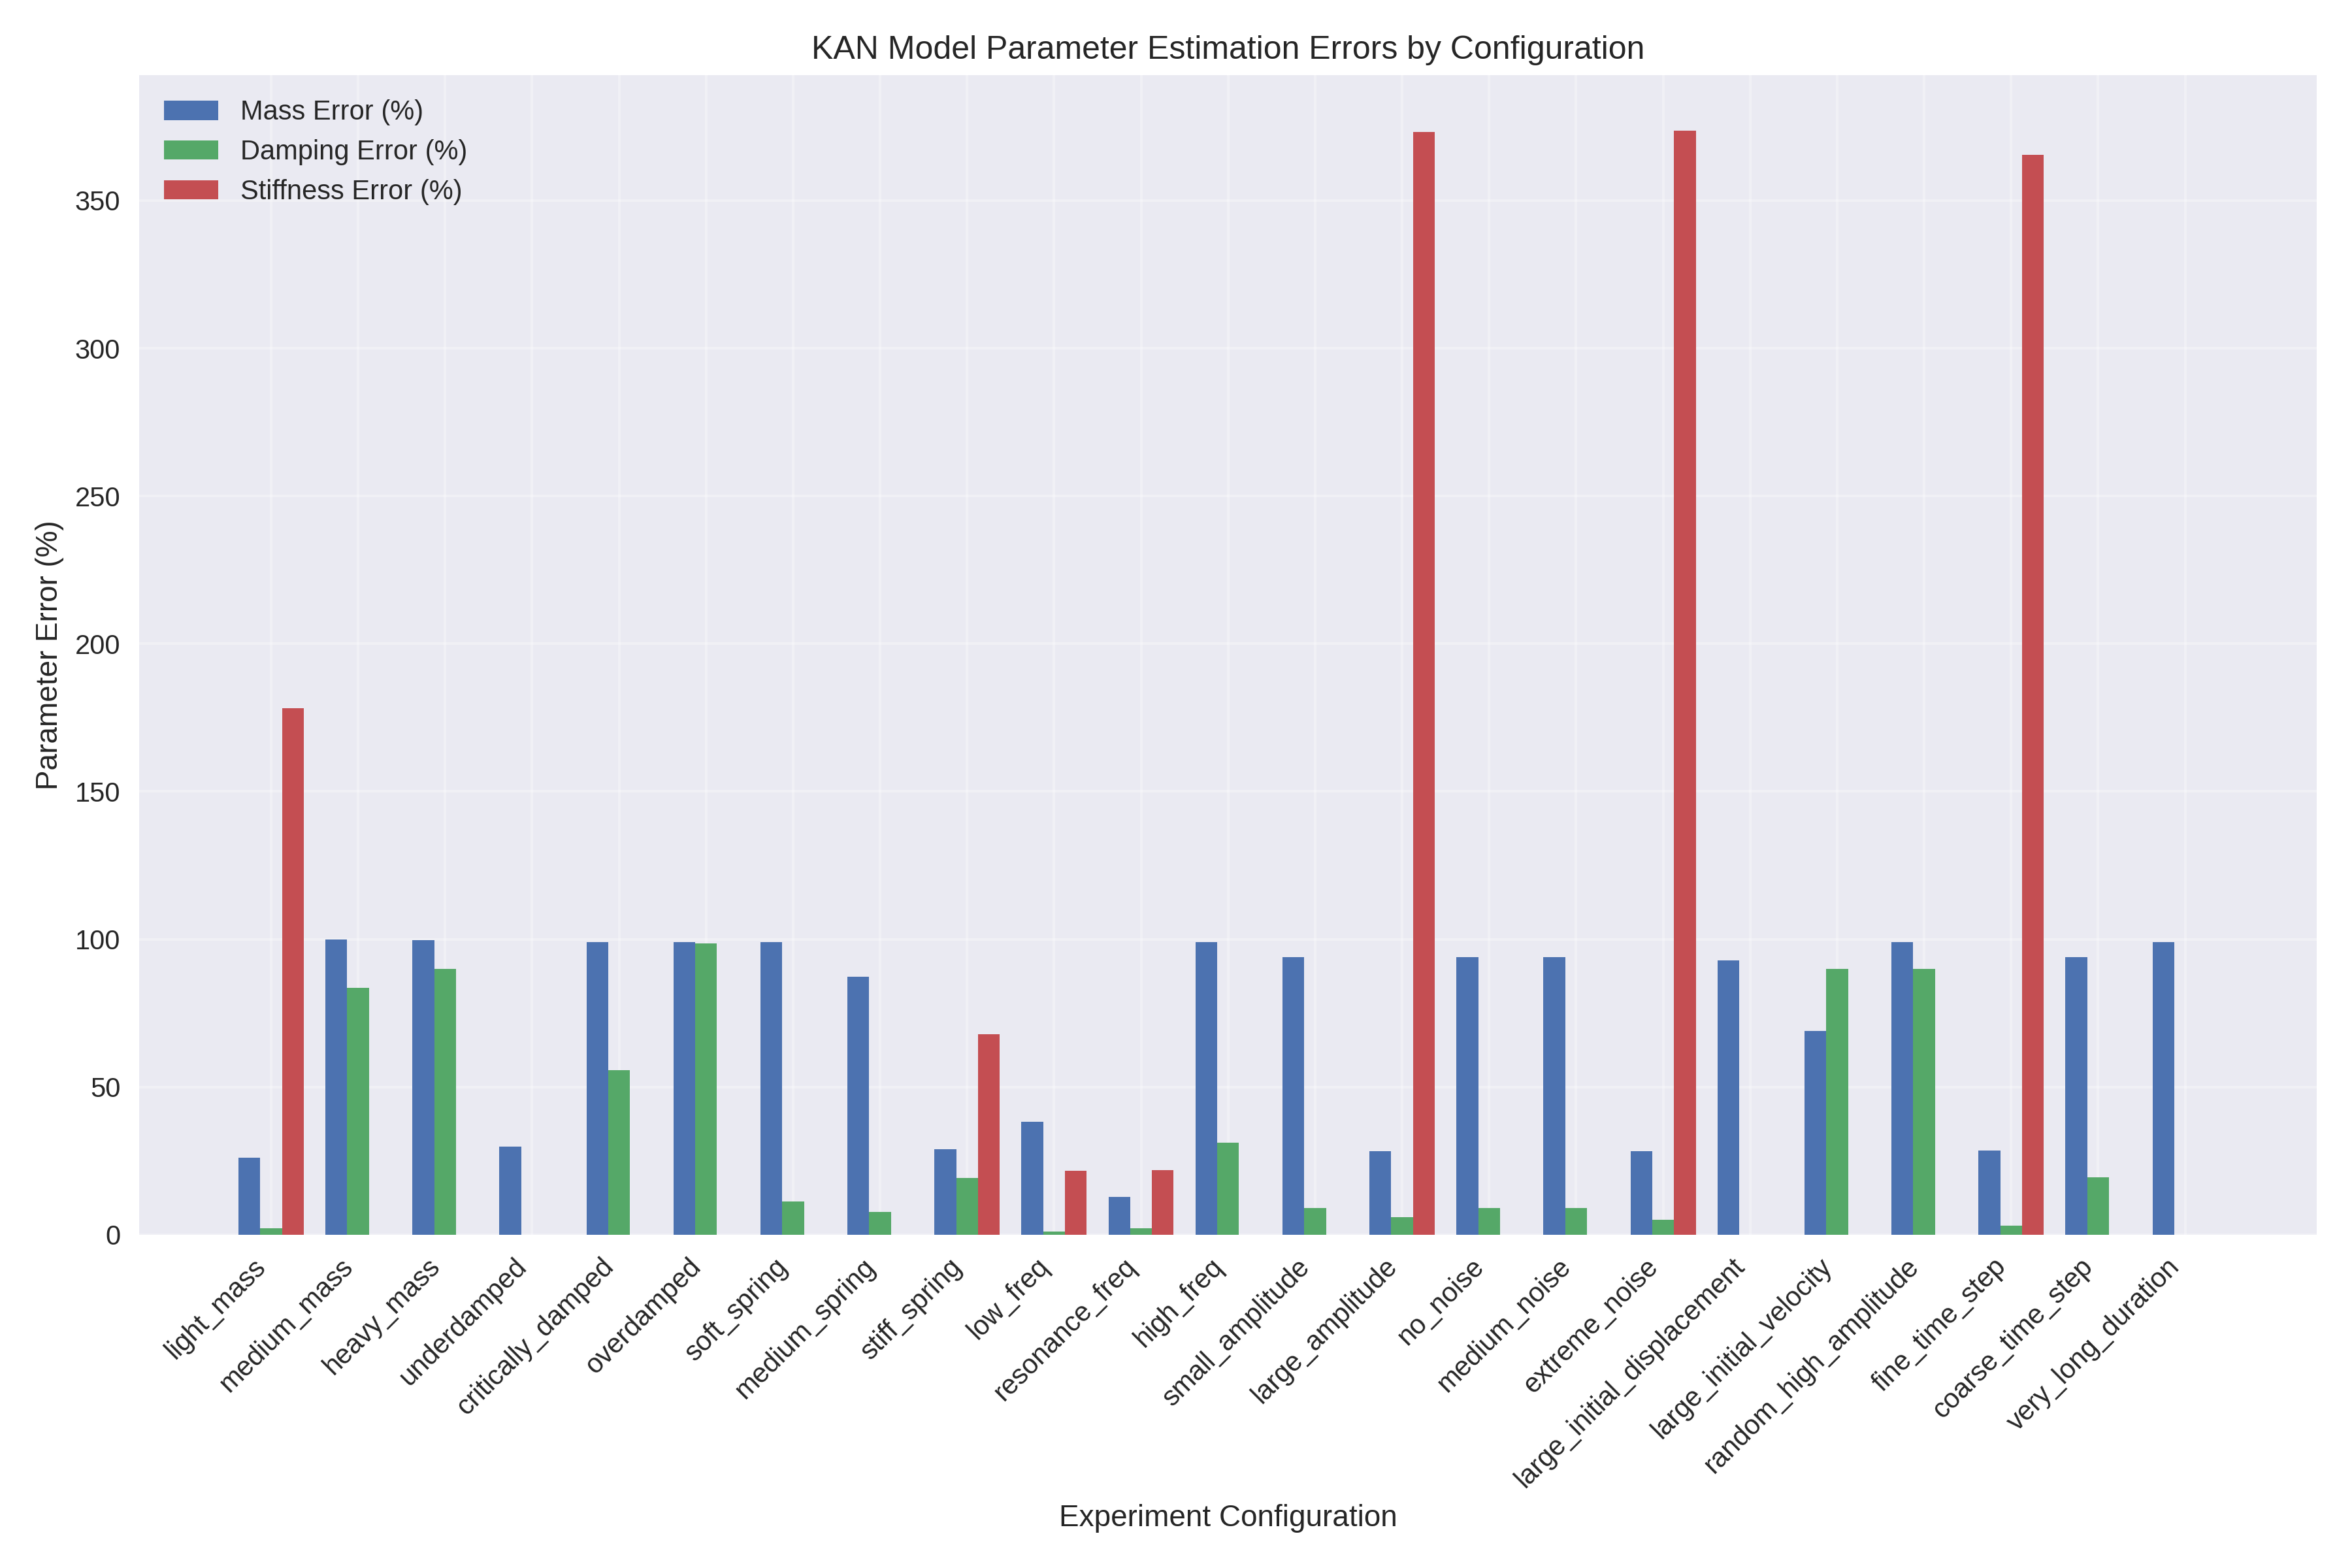 KAN Model Parameter Estimation Errors by Configuration
Mass Error (%)
Damping Error (%)
Stiffness Error (%)
Parameter Error (%)
350
300
250
200
150
100
50
0
light_mass
medium_mass
heavy_mass
underdamped
critically_damped
overdamped
soft_spring
medium_spring
stiff_spring
low_freq
resonance_freq
high_freq
small_amplitude
large_amplitude
no_noise
medium_noise
extreme_noise
large_initial_displacement
large_initial_velocity
random_high_amplitude
fine_time_step
coarse_time_step
very_long_duration
Experiment Configuration